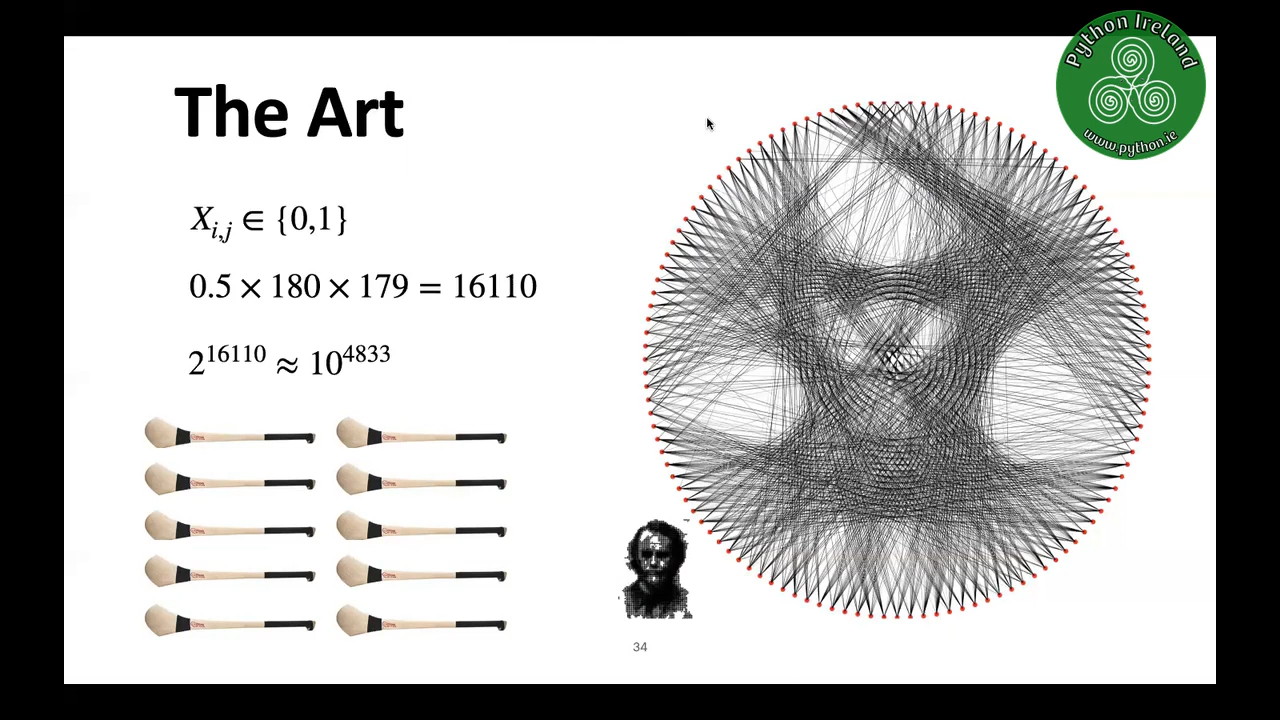 The Art
X_{i,j} ∈ {0,1}
0.5 × 180 × 179 = 16110
2^{16110} ≈ 10^{4833}
34
Python Ireland
www.python.ie